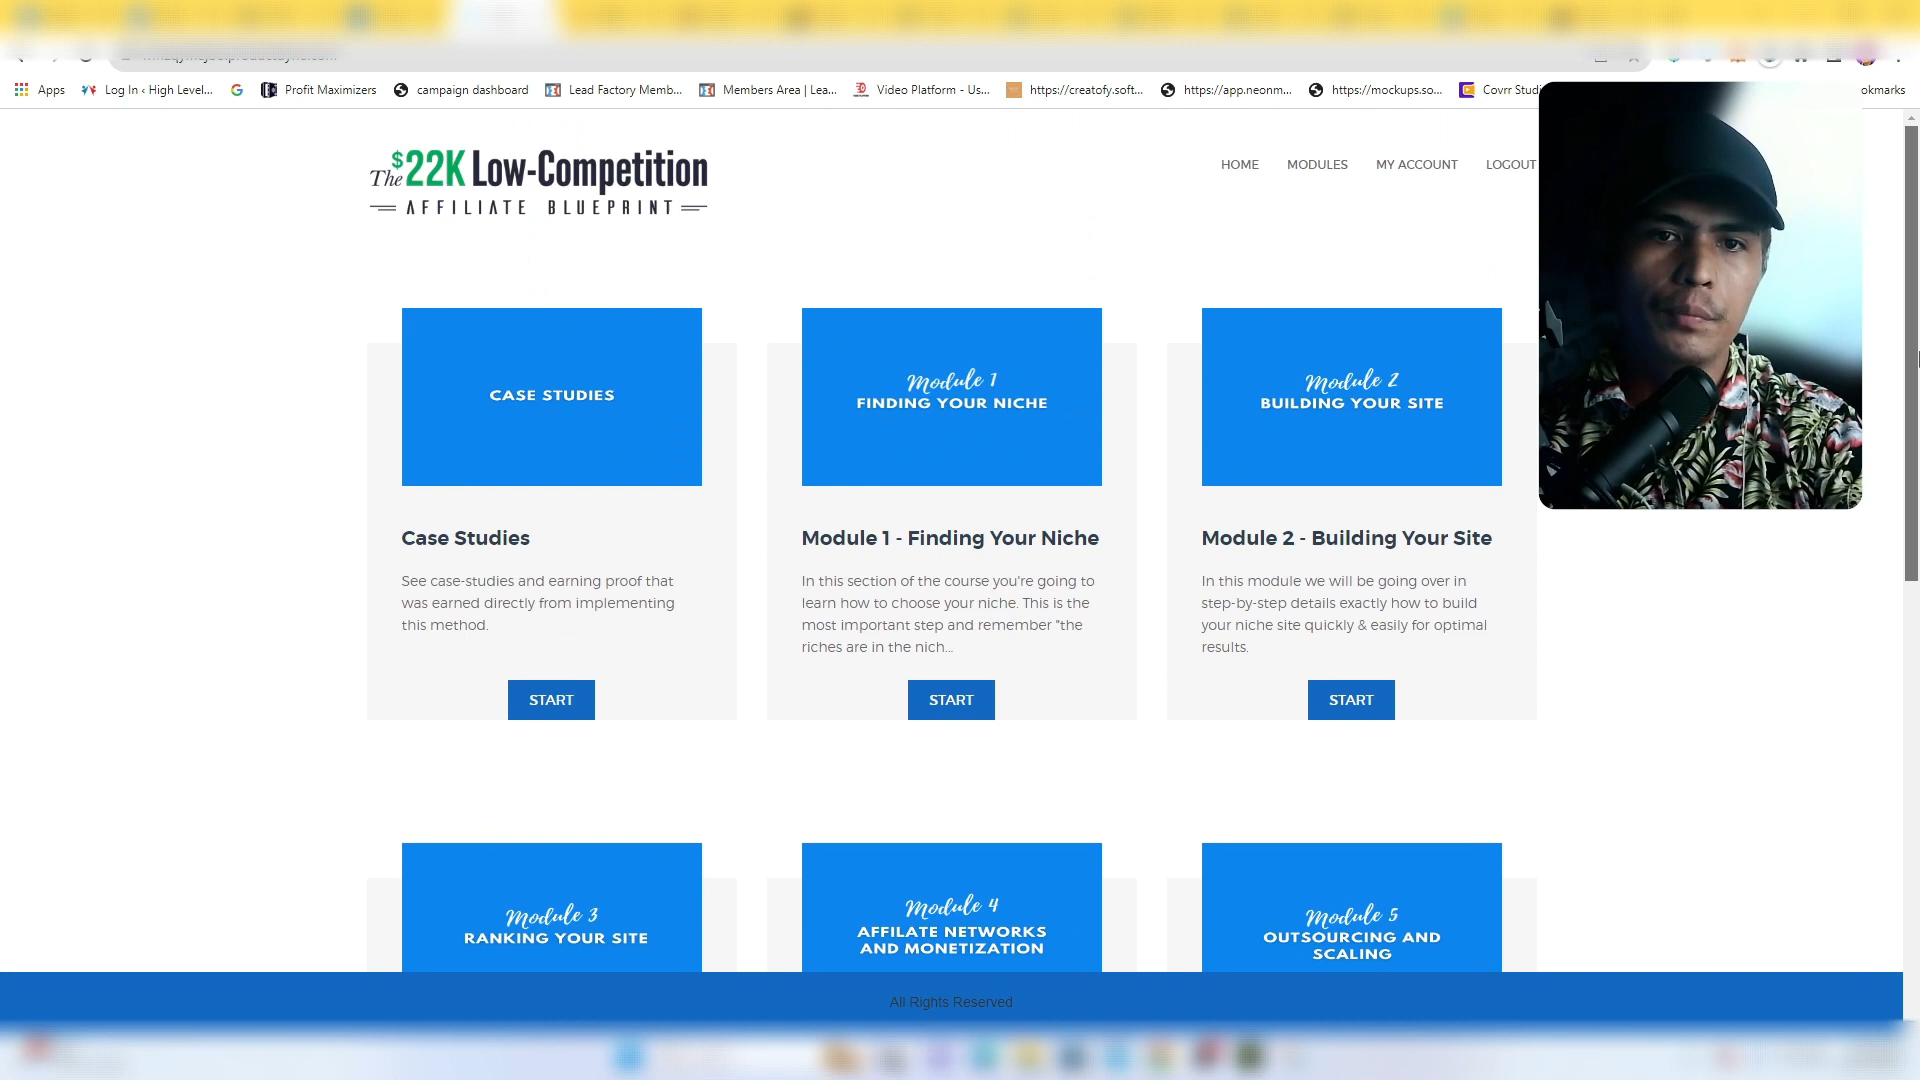 Apps
Log In ‹ High Level...
Profit Maximizers
campaign dashboard
Lead Factory Memb...
Members Area | Lea...
Video Platform - Us...
https://creatofy.soft...
https://app.neonm...
https://mockups.so...
Covrr Studi
okmarks
The $22K Low-Competition
AFFILIATE BLUEPRINT
HOME
MODULES
MY ACCOUNT
LOGOUT
CASE STUDIES
Module 1
FINDING YOUR NICHE
Module 2
BUILDING YOUR SITE
Case Studies
See case-studies and earning proof that
was earned directly from implementing
this method.
START
Module 1 - Finding Your Niche
In this section of the course you're going to
learn how to choose your niche. This is the
most important step and remember "the
riches are in the nich...
START
Module 2 - Building Your Site
In this module we will be going over in
step-by-step details exactly how to build
your niche site quickly & easily for optimal
results.
START
Module 3
RANKING YOUR SITE
Module 4
AFFILATE NETWORKS
AND MONETIZATION
Module 5
OUTSOURCING AND
SCALING
All Rights Reserved